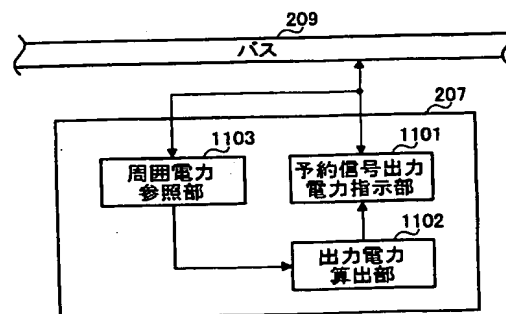 209
バス
207
1103
周囲電力
参照部
1101
予約信号出力
電力指示部
1102
出力電力
算出部